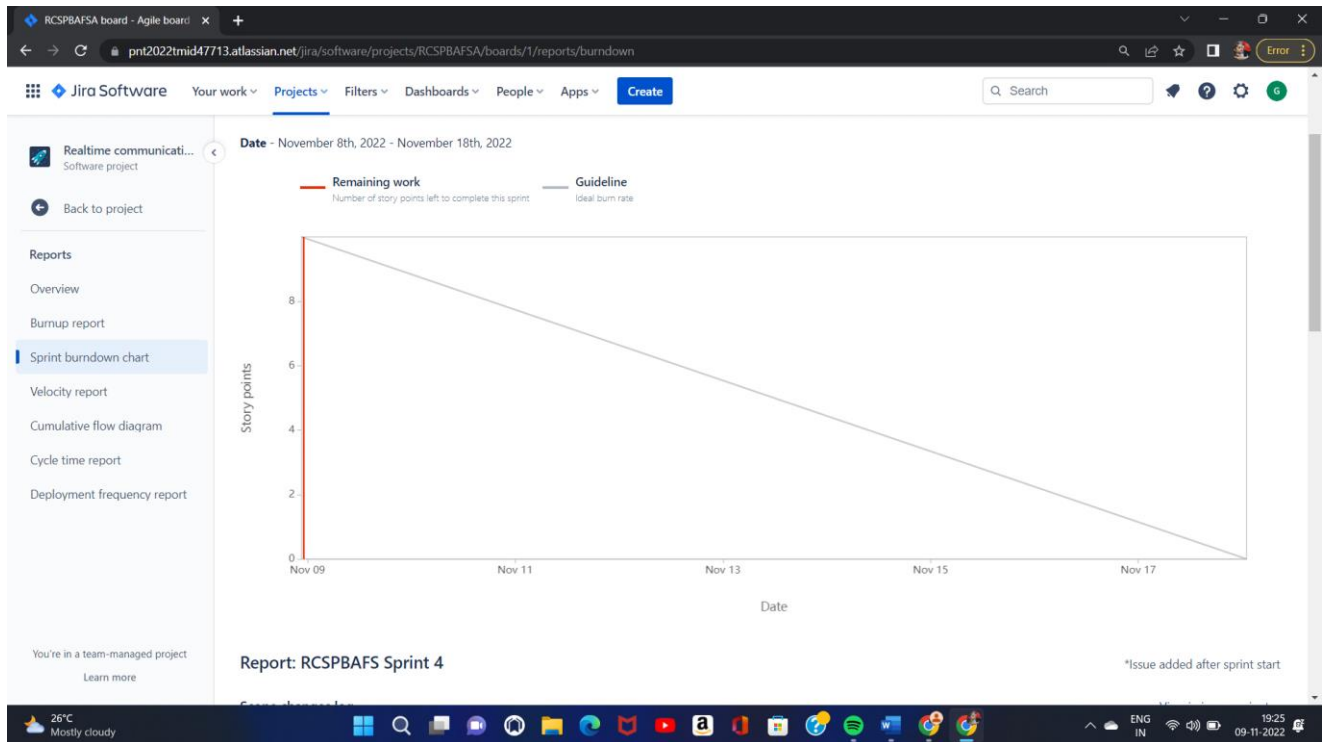 RCSPBAFSA board - Agile board
pnt2022tmid47713.atlassian.net/jira/software/projects/RCSPBAFSA/boards/1/reports/burndown
Error
Jira Software Your work Projects Filters Dashboards People Apps Create Search G
Realtime communicati...
Software project
Back to project
Reports
Overview
Burnup report
Sprint burndown chart
Velocity report
Cumulative flow diagram
Cycle time report
Deployment frequency report
You're in a team-managed project
Learn more
Date - November 8th, 2022 - November 18th, 2022
Remaining work
Number of story points left to complete this sprint
Guideline
Ideal burn rate
Story points
8
6
4
2
0
Nov 09 Nov 11 Nov 13 Nov 15 Nov 17
Date
Report: RCSPBAFS Sprint 4
*Issue added after sprint start
26°C
Mostly cloudy
ENG
IN
19:25
09-11-2022